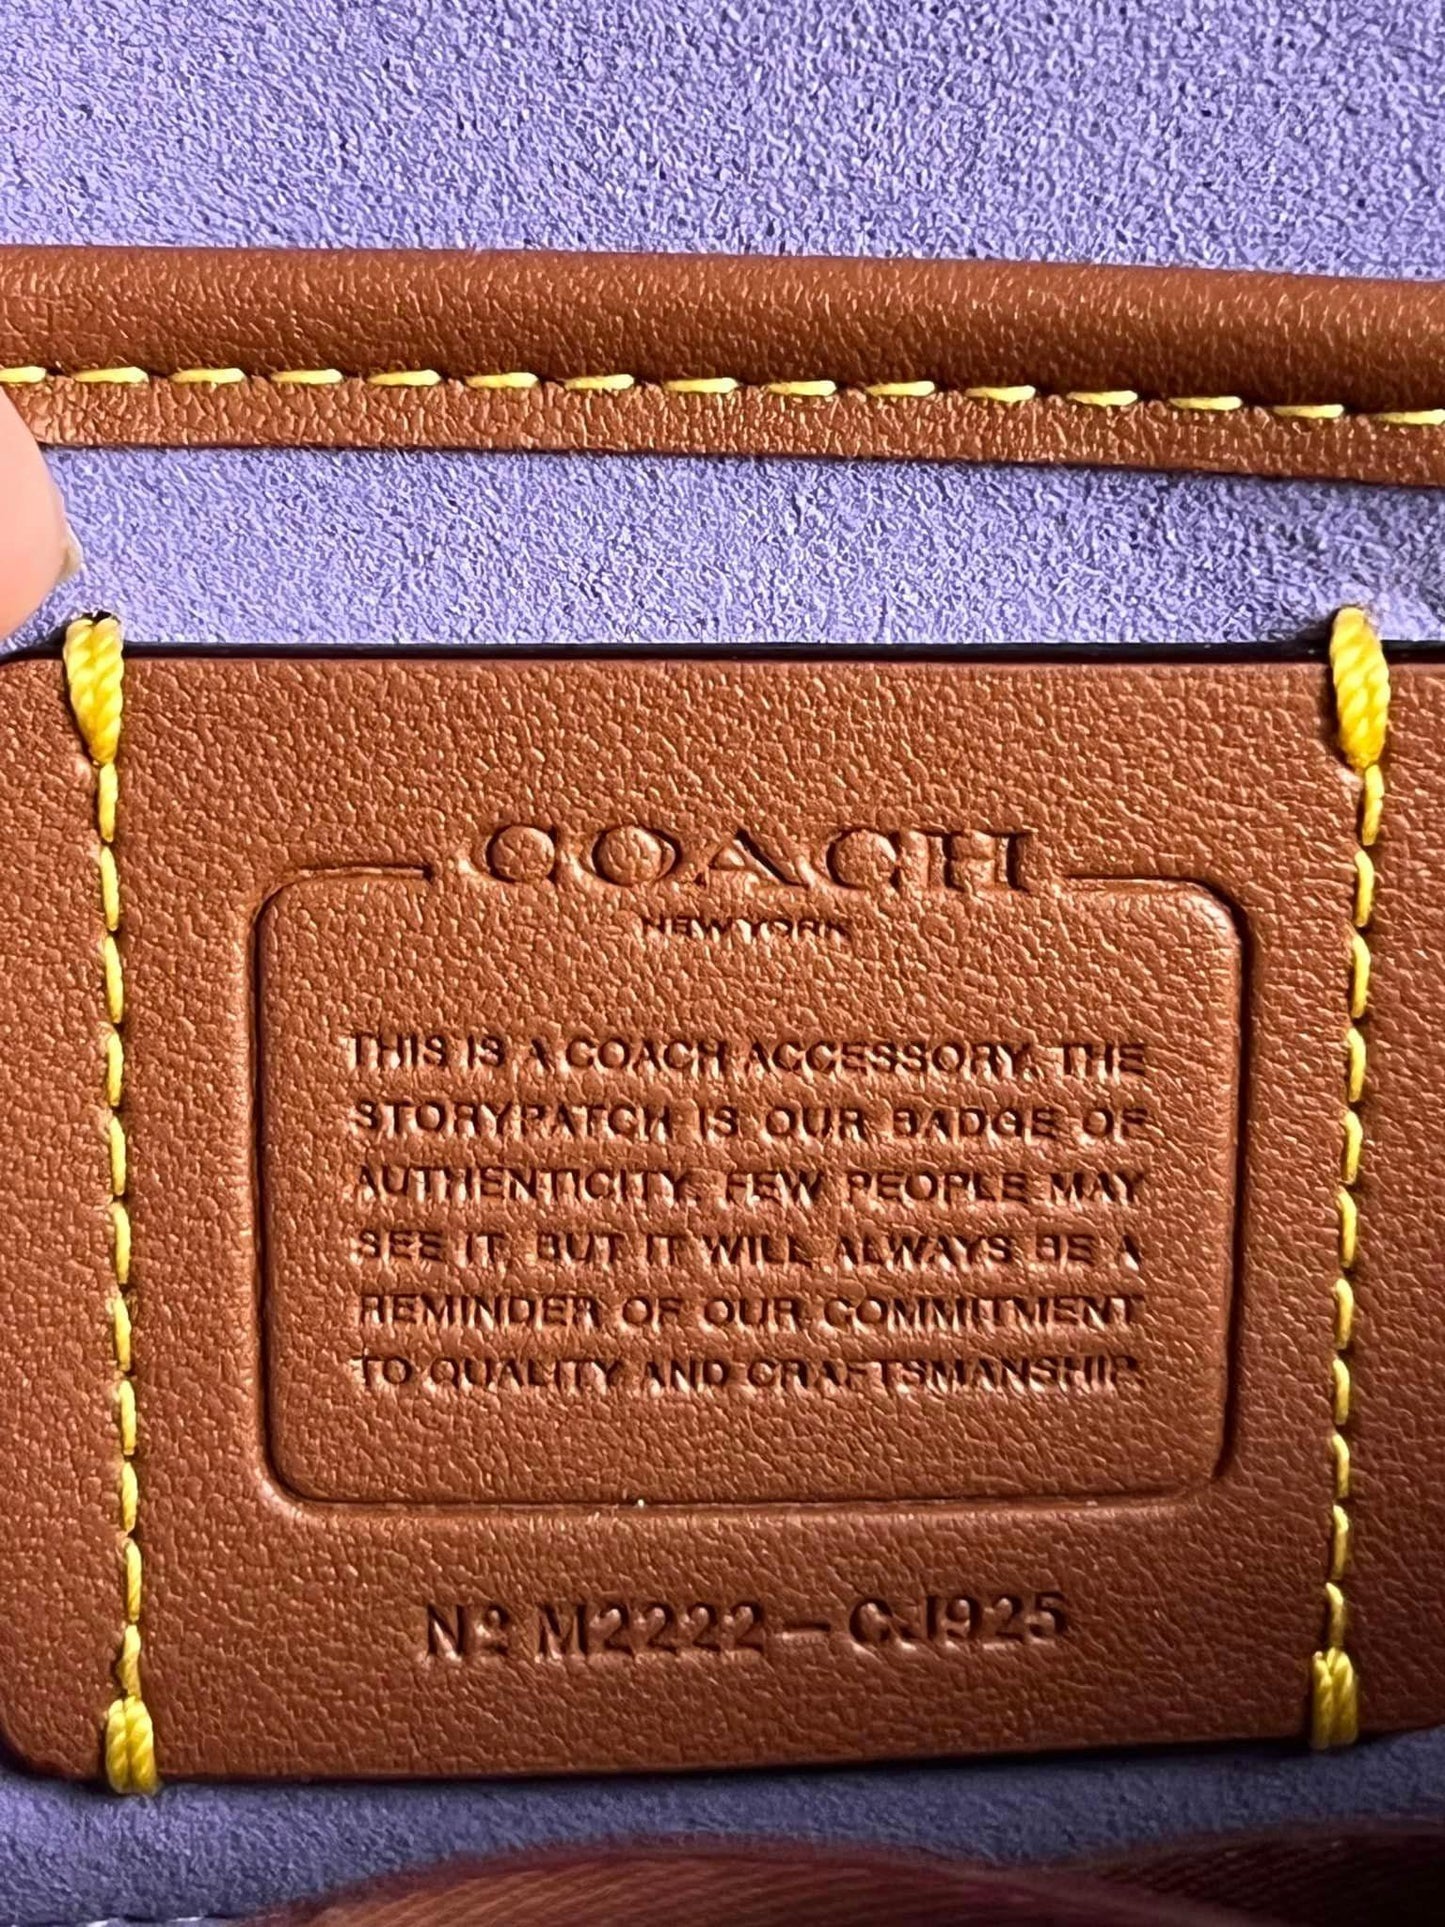 COACH
NEW YORK
THIS IS A COACH ACCESSORY. THE
STORYPATCH IS OUR BADGE OF
AUTHENTICITY. FEW PEOPLE MAY
SEE IT, BUT IT WILL ALWAYS BE A
REMINDER OF OUR COMMITMENT
TO QUALITY AND CRAFTSMANSHIP.
Nº M2222-CJ925